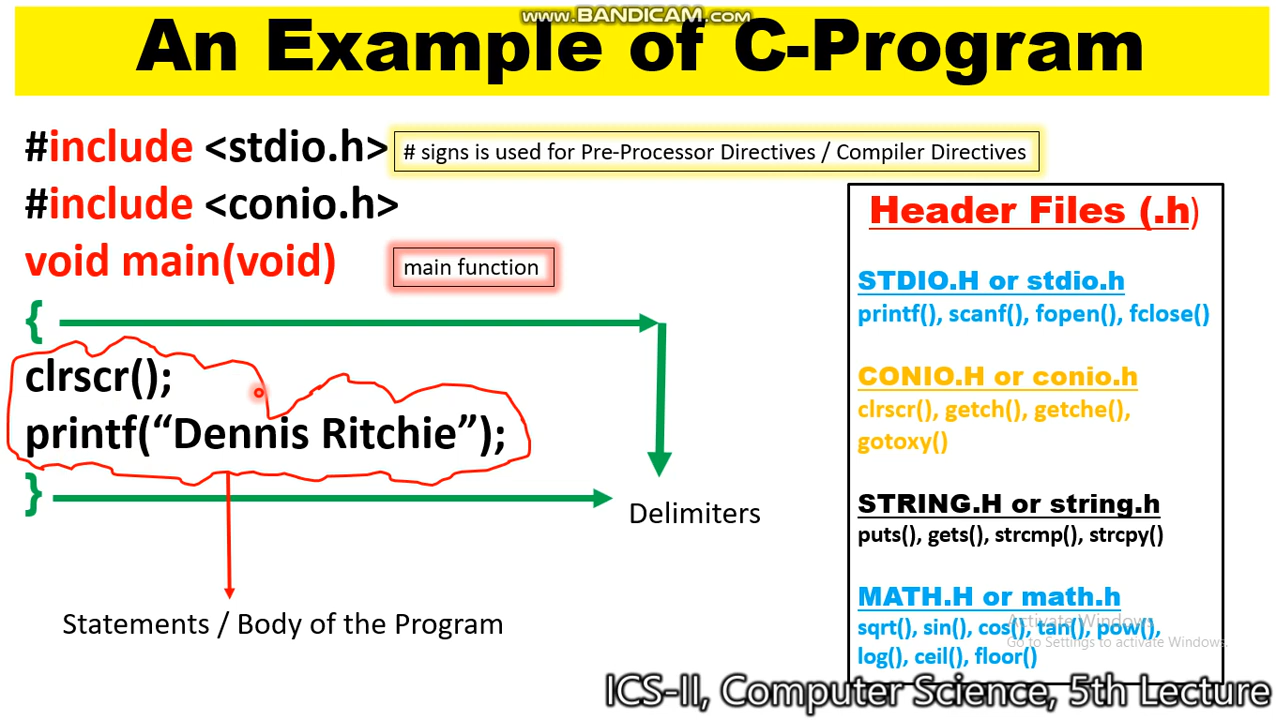 www.BANDICAM.com
An Example of C-Program
#include <stdio.h>
# signs is used for Pre-Processor Directives / Compiler Directives
#include <conio.h>
void main(void)
main function
{
clrscr();
printf(“Dennis Ritchie”);
}
Delimiters
Statements / Body of the Program
Header Files (.h)
STDIO.H or stdio.h
printf(), scanf(), fopen(), fclose()
CONIO.H or conio.h
clrscr(), getch(), getche(),
gotoxy()
STRING.H or string.h
puts(), gets(), strcmp(), strcpy()
MATH.H or math.h
sqrt(), sin(), cos(), tan(), pow(),
log(), ceil(), floor()
Activate Windows
Go to Settings to activate Windows.
ICS-II, Computer Science, 5th Lecture